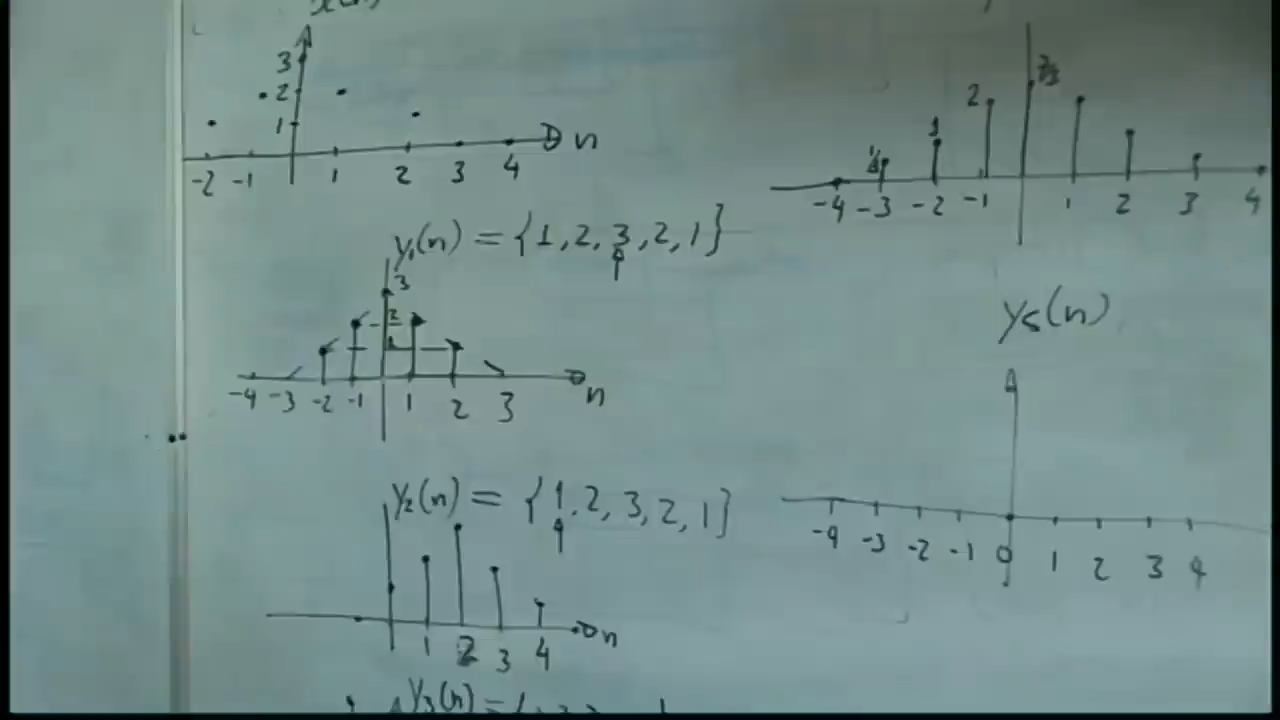 x(n)
3
2
1
n
-2 -1 1 2 3 4
y₁(n) = {1,2,3,2,1}
3
2
1
-4 -3 -2 -1 1 2 3 n
y₂(n) = {1,2,3,2,1}
1 2 3 4 n
y₃(n) =
2
1
-4 -3 -2 -1 1 2 3 4
y₅(n)
-4 -3 -2 -1 0 1 2 3 4